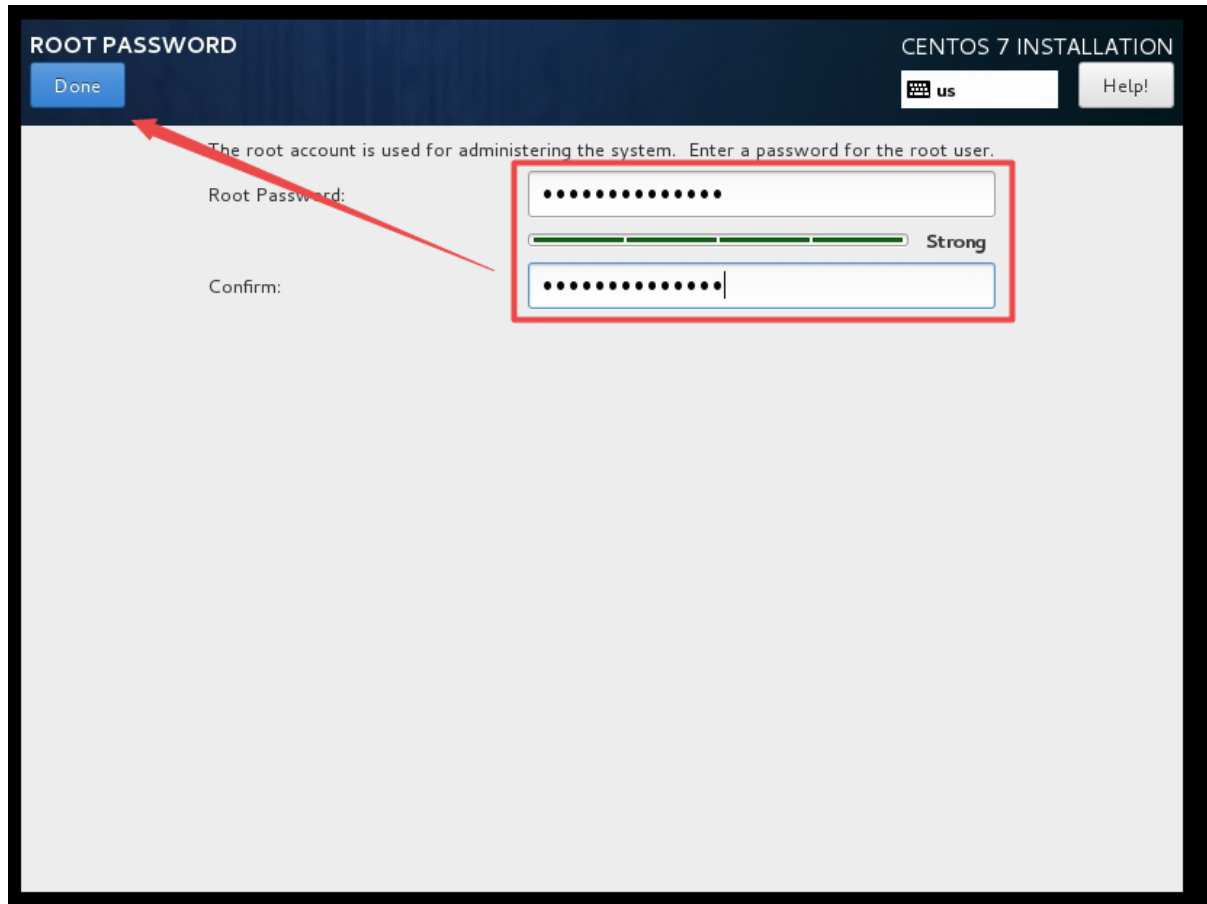 ROOT PASSWORD
CENTOS 7 INSTALLATION
Done
us
Help!
The root account is used for administering the system. Enter a password for the root user.
Root Password:
••••••••••••••
Strong
Confirm:
••••••••••••••